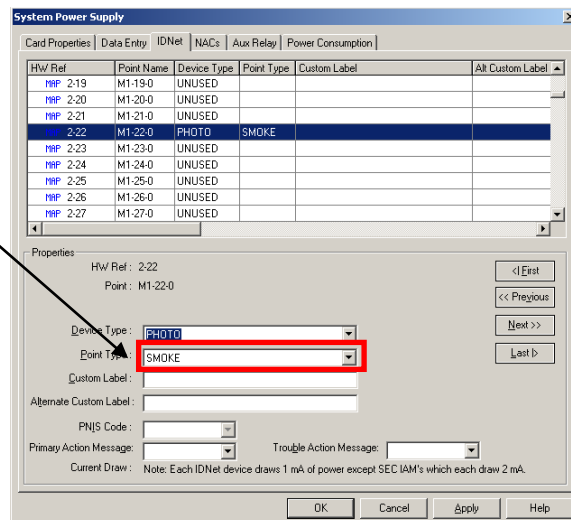 System Power Supply
Card Properties Data Entry IDNet NACs Aux Relay Power Consumption
HW Ref Point Name Device Type Point Type Custom Label Alt Custom Label
MAP 2-19 M1-19-0 UNUSED
MAP 2-20 M1-20-0 UNUSED
MAP 2-21 M1-21-0 UNUSED
2-22 M1-22-0 PHOTO SMOKE
MAP 2-23 M1-23-0 UNUSED
MAP 2-24 M1-24-0 UNUSED
MAP 2-25 M1-25-0 UNUSED
MAP 2-26 M1-26-0 UNUSED
MAP 2-27 M1-27-0 UNUSED
Properties
HW Ref : 2-22
Point : M1-22-0
Device Type : PHOTO
Point Type : SMOKE
Custom Label :
Alternate Custom Label :
PNIS Code :
Primary Action Message: Trouble Action Message:
Current Draw : Note: Each IDNet device draws 1 mA of power except SEC IAM's which each draw 2 mA.
<| First
<< Previous
Next >>
Last |>
OK Cancel Apply Help